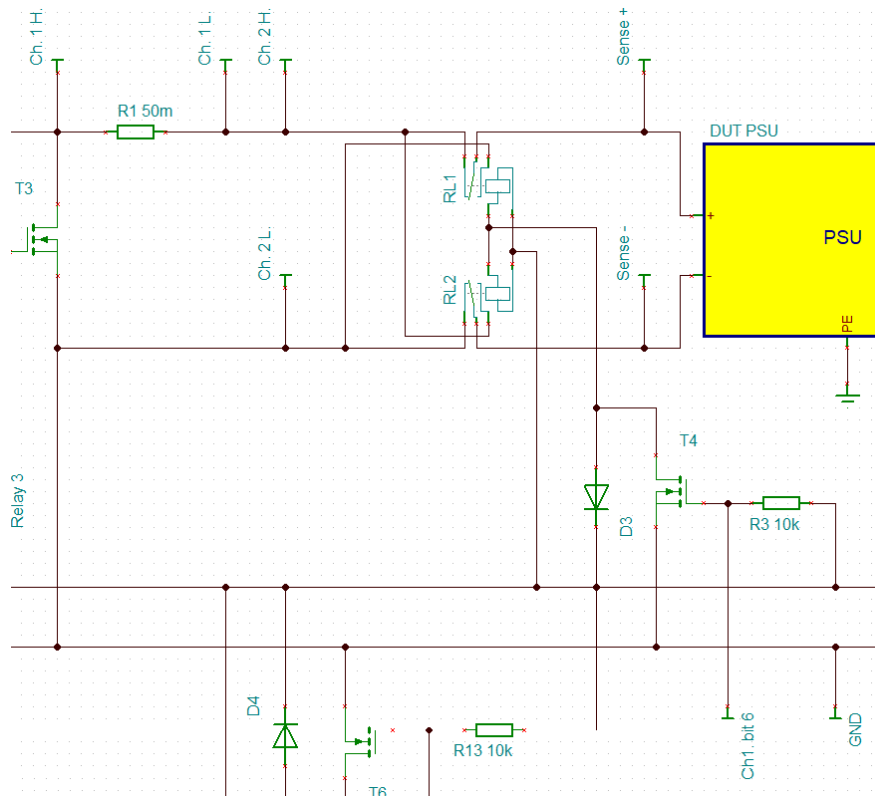 Ch. 1 H.
Ch. 1 L.
Ch. 2 H.
Sense +
R1 50m
DUT PSU
T3
RL1
+
PSU
Ch. 2 L.
Sense -
RL2
-
PE
T4
Relay 3
D3
R3 10k
D4
R13 10k
Ch1. bit 6
GND
T6